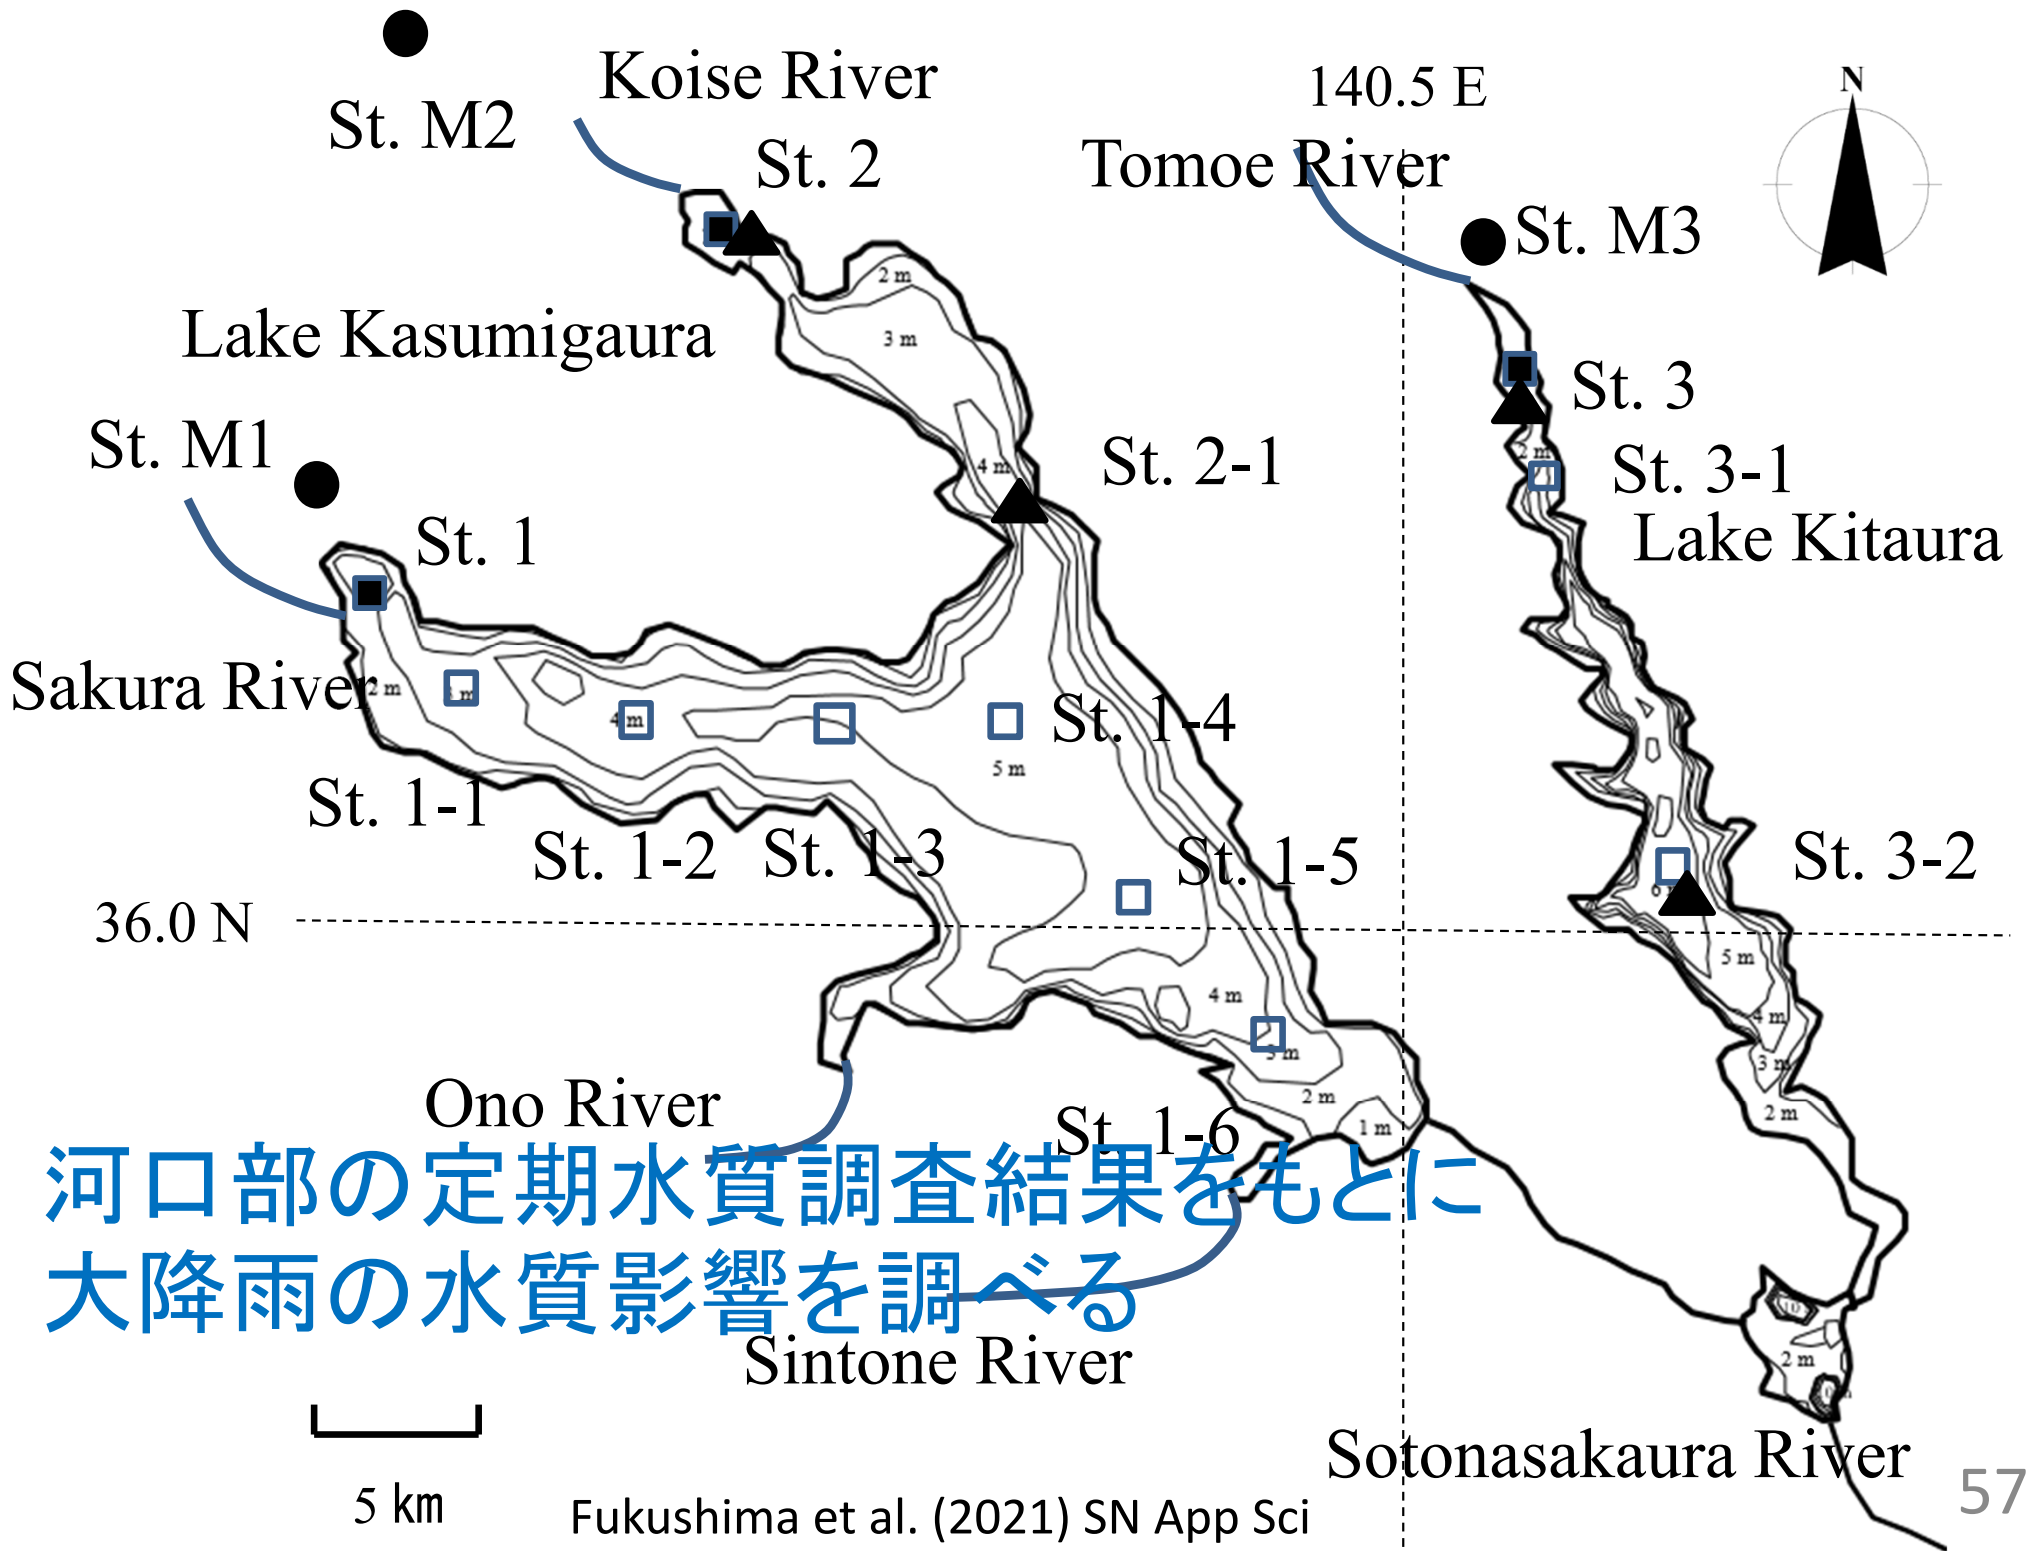 Koise River
140.5 E
N
St. M2
St. 2
Tomoe River
St. M3
2 m
Lake Kasumigaura
3 m
St. 3
St. M1
4 m
St. 2-1
2 m
St. 3-1
St. 1
Lake Kitaura
Sakura River
2 m
4 m
St. 1-4
5 m
St. 1-1
St. 1-2
St. 1-3
St. 1-5
St. 3-2
36.0 N
5 m
4 m
4 m
3 m
3 m
Ono River
2 m
2 m
St. 1-6
1 m
河口部の定期水質調査結果をもとに
大降雨の水質影響を調べる
Sintone River
2 m
Sotonasakaura River
5 km
Fukushima et al. (2021) SN App Sci
57